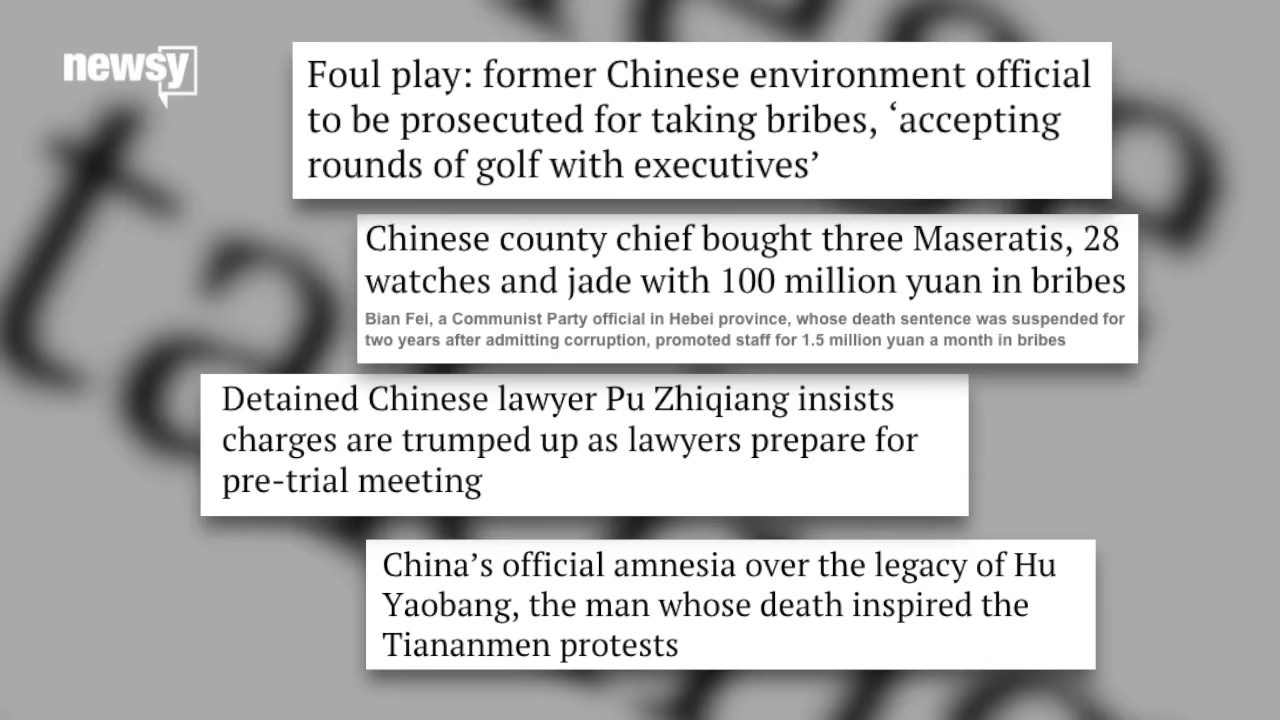 newsy
Foul play: former Chinese environment official
to be prosecuted for taking bribes, ‘accepting
rounds of golf with executives’
Chinese county chief bought three Maseratis, 28
watches and jade with 100 million yuan in bribes
Bian Fei, a Communist Party official in Hebei province, whose death sentence was suspended for
two years after admitting corruption, promoted staff for 1.5 million yuan a month in bribes
Detained Chinese lawyer Pu Zhiqiang insists
charges are trumped up as lawyers prepare for
pre-trial meeting
China’s official amnesia over the legacy of Hu
Yaobang, the man whose death inspired the
Tiananmen protests